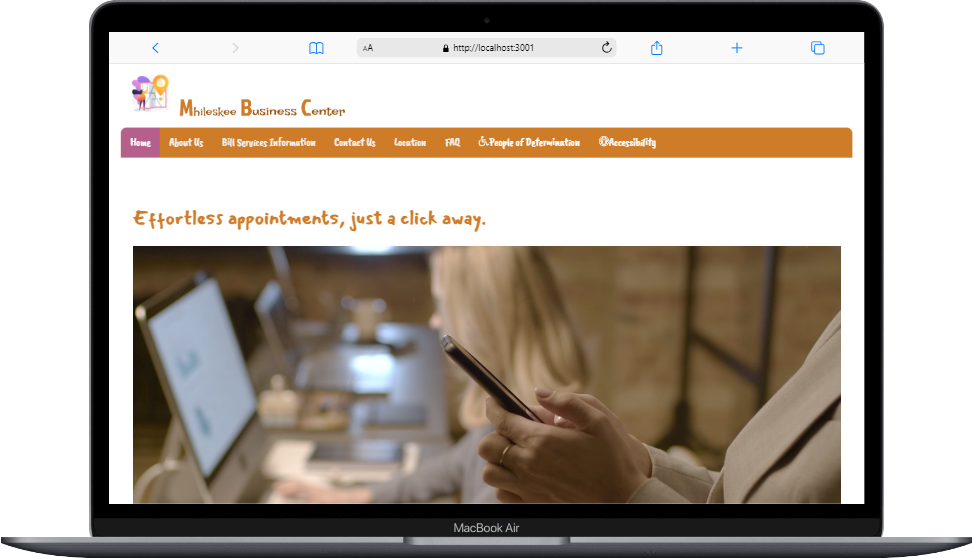 AA http://localhost:3001
Mhileskee Business Center
Home About Us Bill Services Information Contact Us Location FAQ People of Determination Accessibility
Effortless appointments, just a click away.
MacBook Air